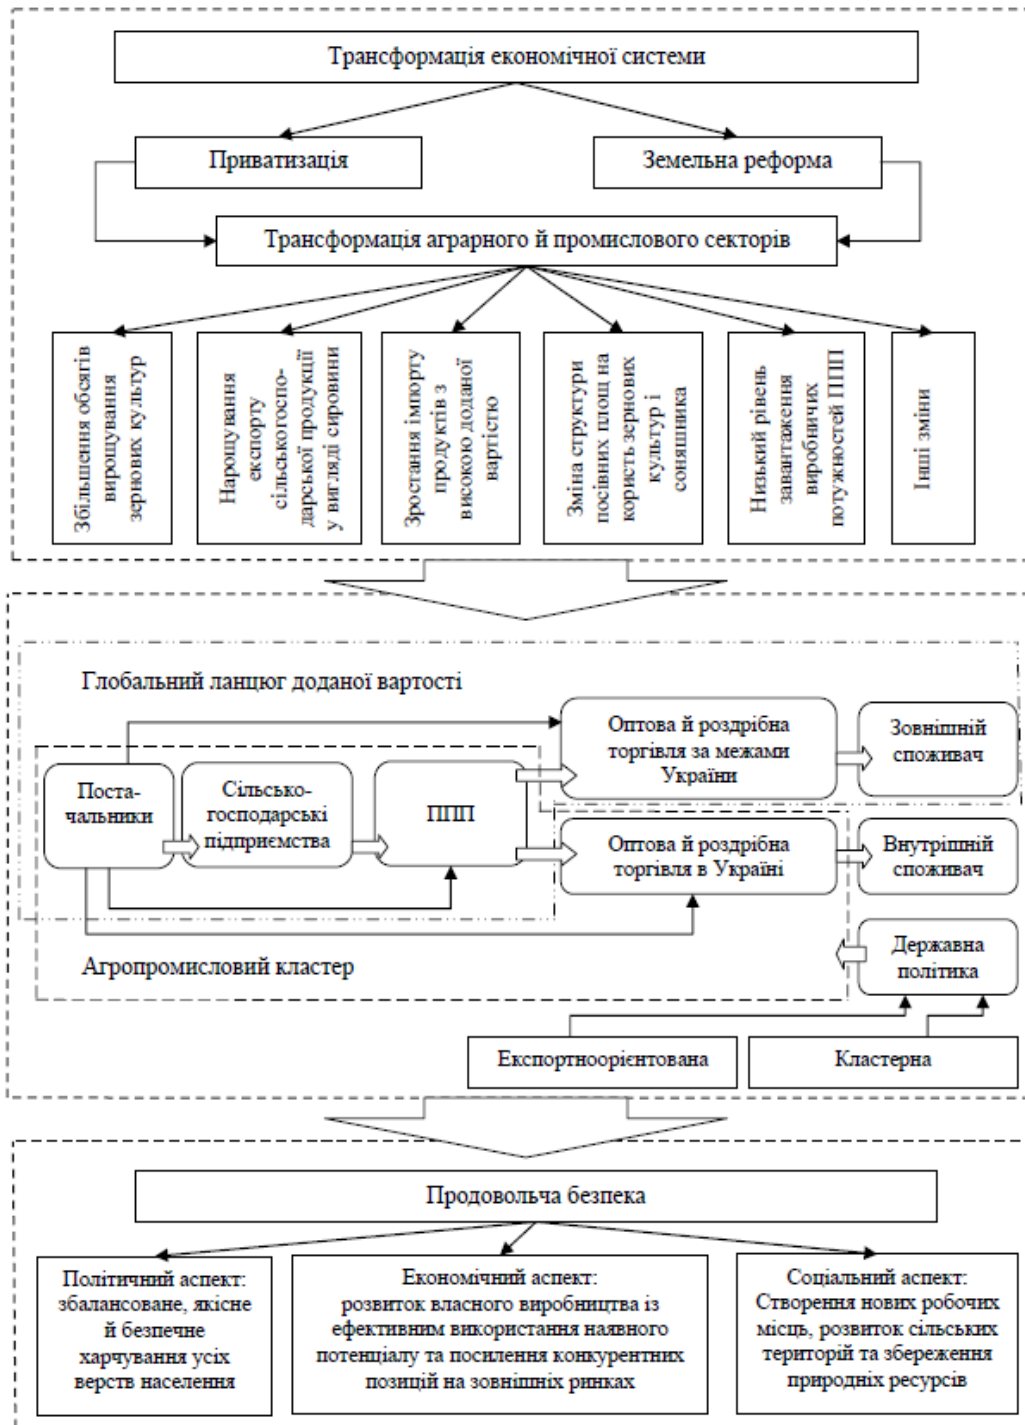 Трансформація економічної системи
Приватизація
Земельна реформа
Трансформація аграрного й промислового секторів
Збільшення обсягів
вирощування
зернових культур
Нарощування
експорту
сільськогоспо-
дарської продукції
у вигляді сировини
Зростання імпорту
продуктів з
високою доданої
вартістю
Зміна структури
посівних площ на
користь зернових
культур і
соняшника
Низький рівень
завантаження
виробничих
потужностей ППП
Інші зміни
Глобальний ланцюг доданої вартості
Оптова й роздрібна
торгівля за межами
України
Зовнішній
споживач
Поста-
чальники
Сільсько-
господарські
підприємства
ППП
Оптова й роздрібна
торгівля в Україні
Внутрішній
споживач
Агропромисловий кластер
Державна
політика
Експортноорієнтована
Кластерна
Продовольча безпека
Політичний аспект:
збалансоване, якісне
й безпечне
харчування усіх
верств населення
Економічний аспект:
розвиток власного виробництва із
ефективним використання наявного
потенціалу та посилення конкурентних
позицій на зовнішніх ринках
Соціальний аспект:
Створення нових робочих
місць, розвиток сільських
територій та збереження
природніх ресурсів